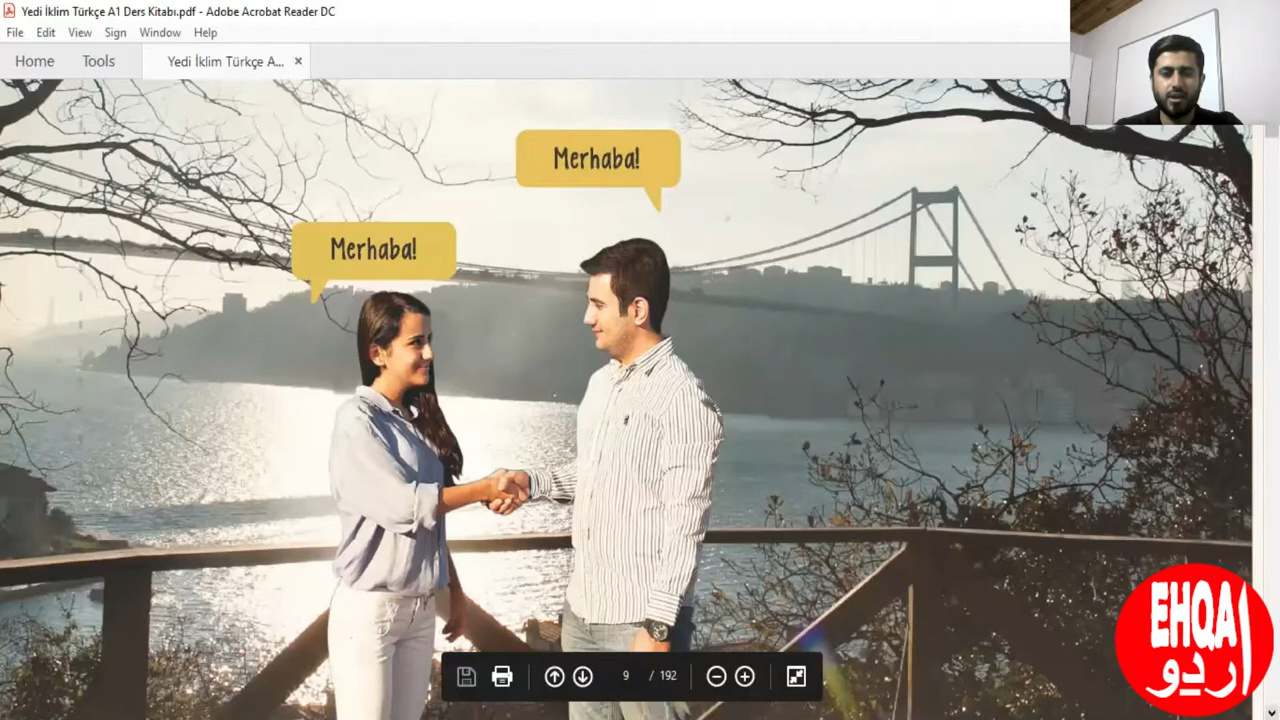 Yedi İklim Türkçe A1 Ders Kitabı.pdf - Adobe Acrobat Reader DC
File Edit View Sign Window Help
Home Tools Yedi İklim Türkçe A... ×
Merhaba!
Merhaba!
9 / 192
EHQA
اردو